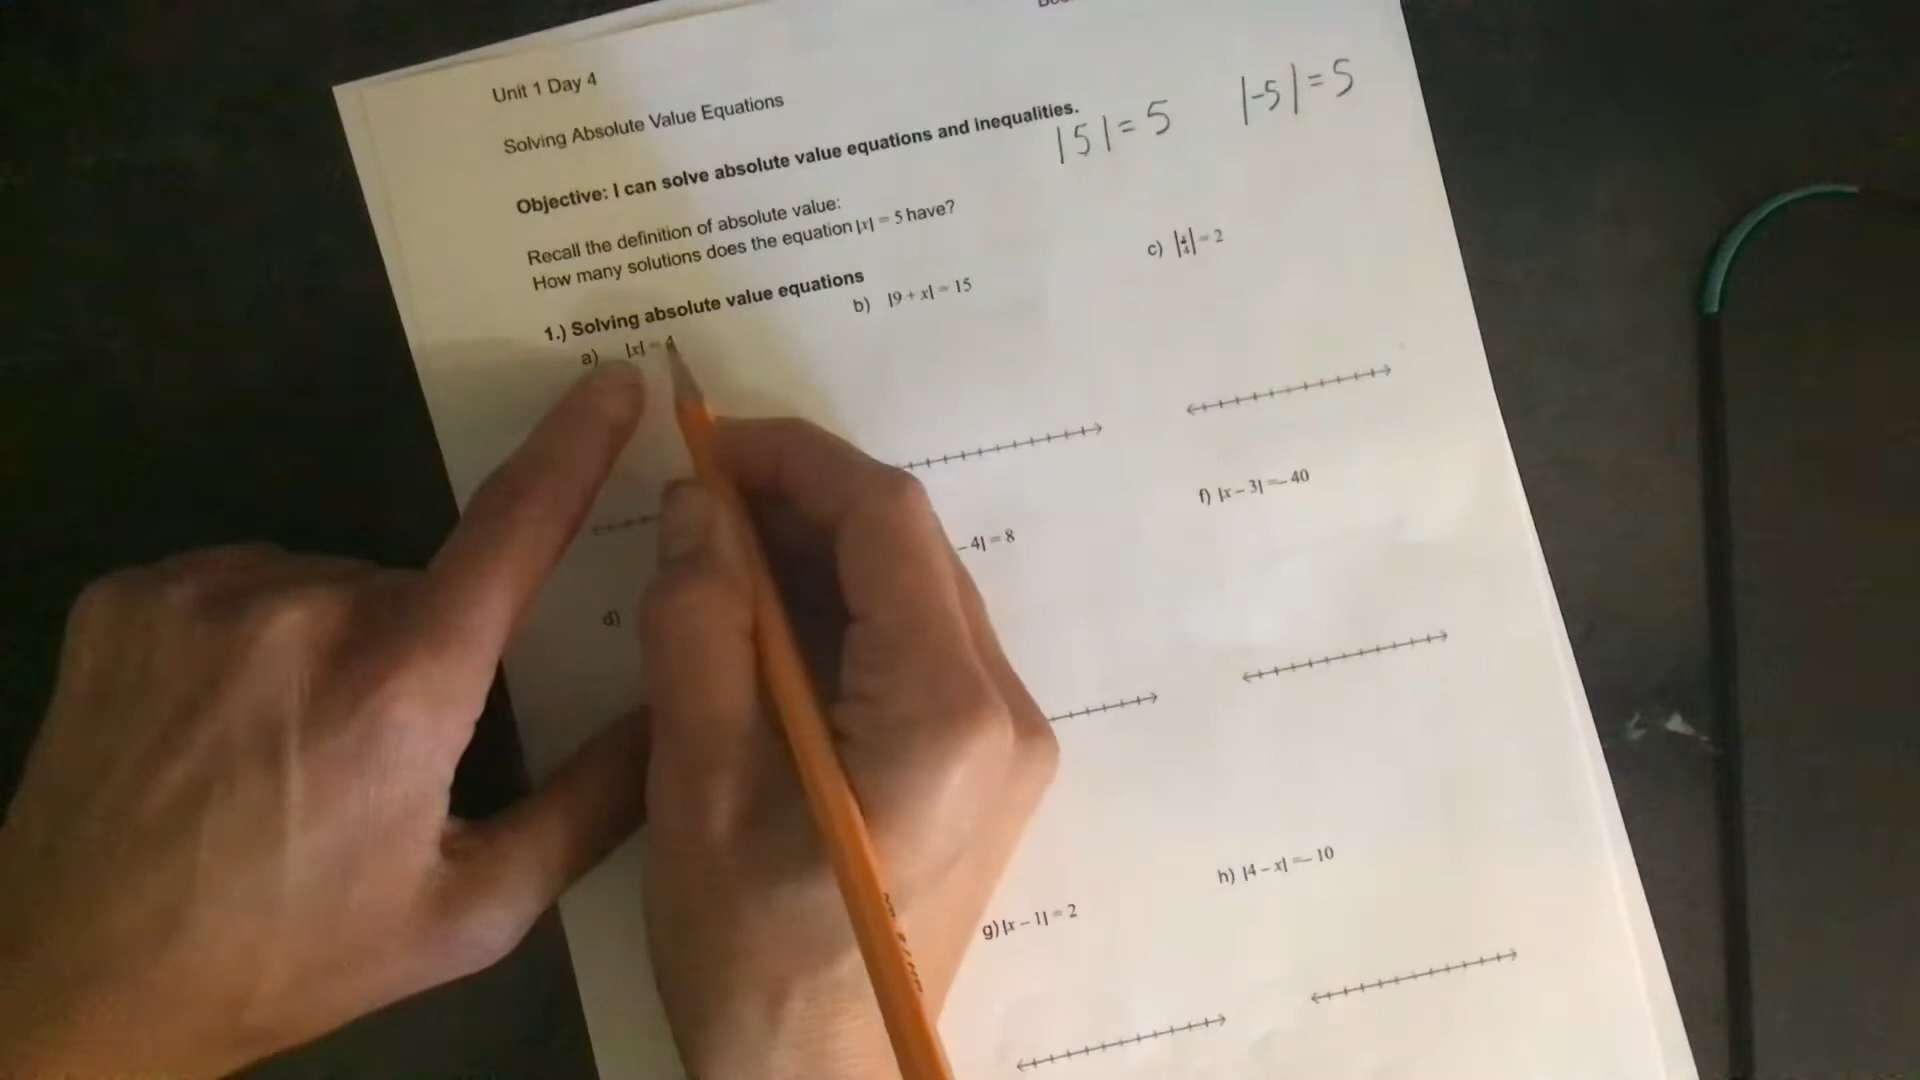 Unit 1 Day 4
Solving Absolute Value Equations
Objective: I can solve absolute value equations and inequalities.
|5| = 5
|-5| = 5
Recall the definition of absolute value:
How many solutions does the equation |x| = 5 have?
1.) Solving absolute value equations
a) |x| =
b) |9 + x| = 15
c) = 2
d)
– 4| = 8
f) |x – 3| = – 40
g) |x – 1| = 2
h) |4 – x| = – 10